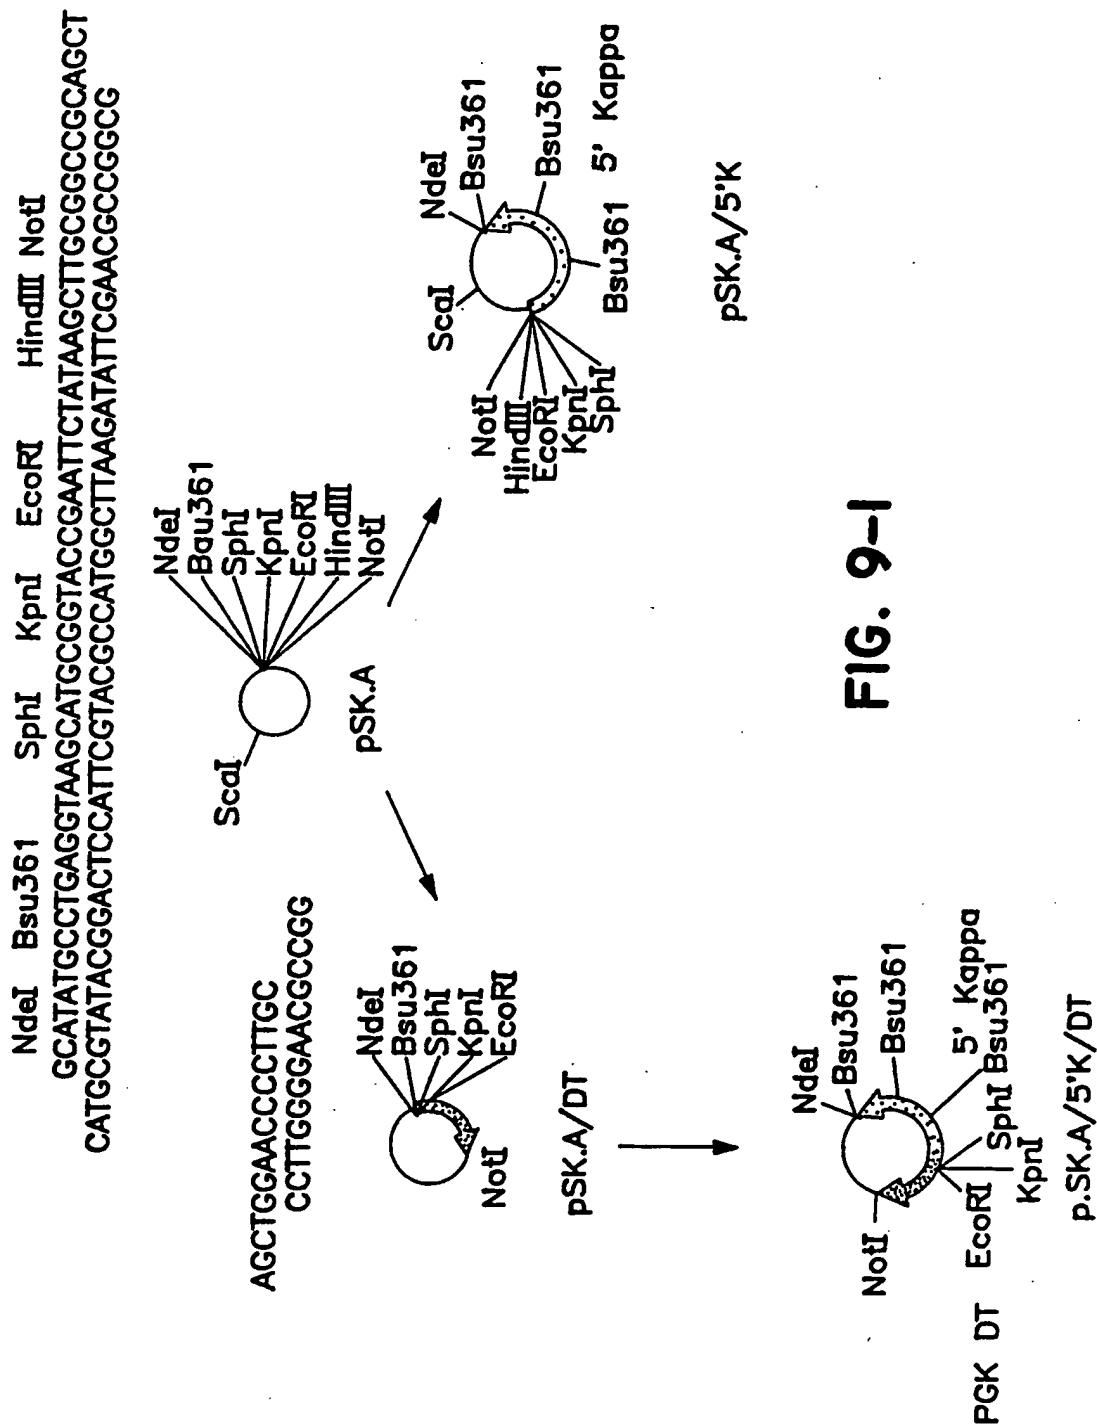 NdeI Bsu361 SphI KpnI EcoRI HindIII NotI
GCATATGCCTGAGGTAAGCATGCGGTACCGAATTCTATAAGCTTGCGGCCGCAGCT
CATGCGTATACGGACTCCATTCGTACGCCATGGCTTAAGATATTCGAACGCCGGCG
ScaI
NdeI
Bau361
SphI
KpnI
EcoRI
HindIII
NotI
pSK.A
AGCTGGAACCCCTTGC
CCTTGGGGAACGCCGG
NdeI
Bsu361
SphI
KpnI
EcoRI
NotI
pSK.A/DT
ScaI
NdeI
Bsu361
Bsu361
Bsu361 5' Kappa
NotI
HindIII
EcoRI
KpnI
SphI
pSK.A/5'K
NdeI
Bsu361
Bsu361
5' Kappa
Bsu361
SphI
KpnI
EcoRI
NotI
PGK DT
p.SK.A/5'K/DT
FIG. 9-1